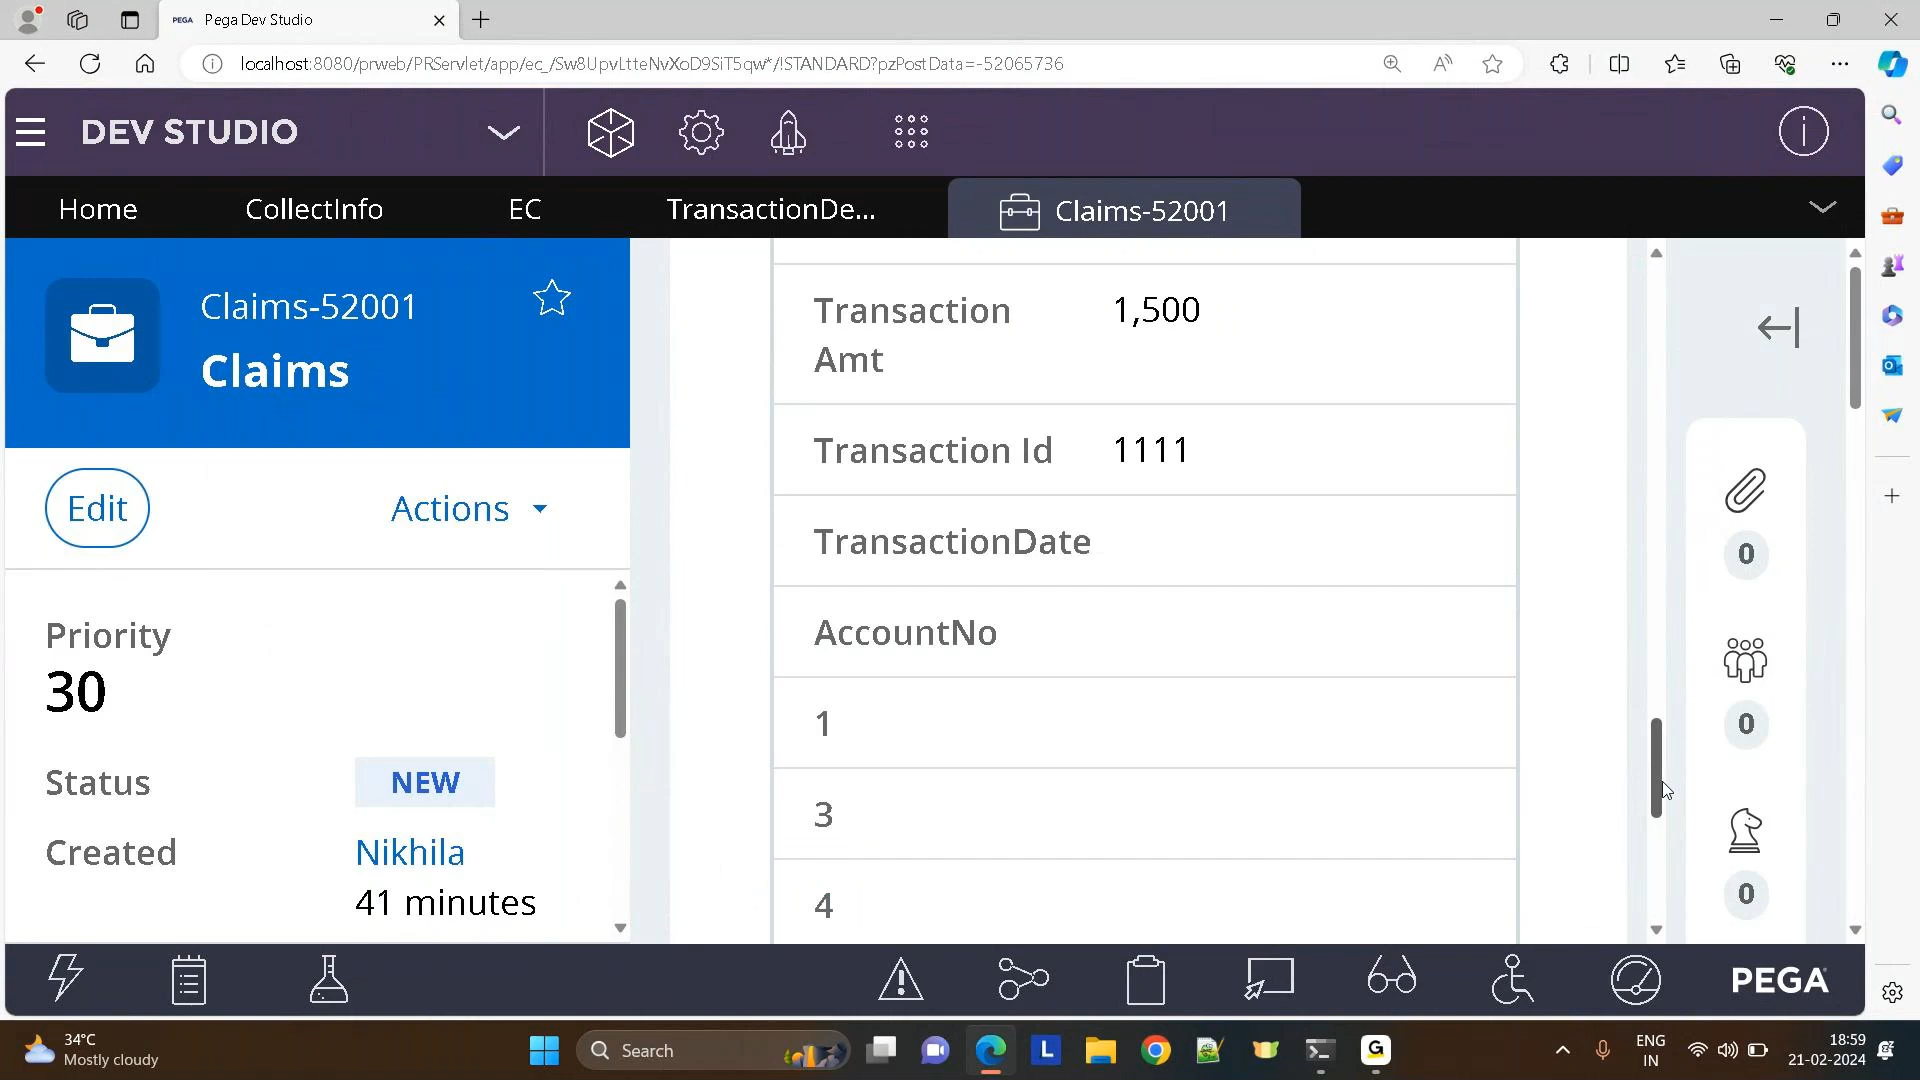 PEGA Pega Dev Studio
localhost:8080/prweb/PRServlet/app/ec_/Sw8UpvLtteNvXoD9SiT5qw*/!STANDARD?pzPostData=-52065736
DEV STUDIO
Home CollectInfo EC TransactionDe... Claims-52001
Claims-52001
Claims
Edit Actions
Priority
30
Status NEW
Created Nikhila
41 minutes
Transaction Amt 1,500
Transaction Id 1111
TransactionDate
AccountNo
1
3
4
0
0
0
PEGA
34°C
Mostly cloudy
Search
L
G
ENG
IN
18:59
21-02-2024